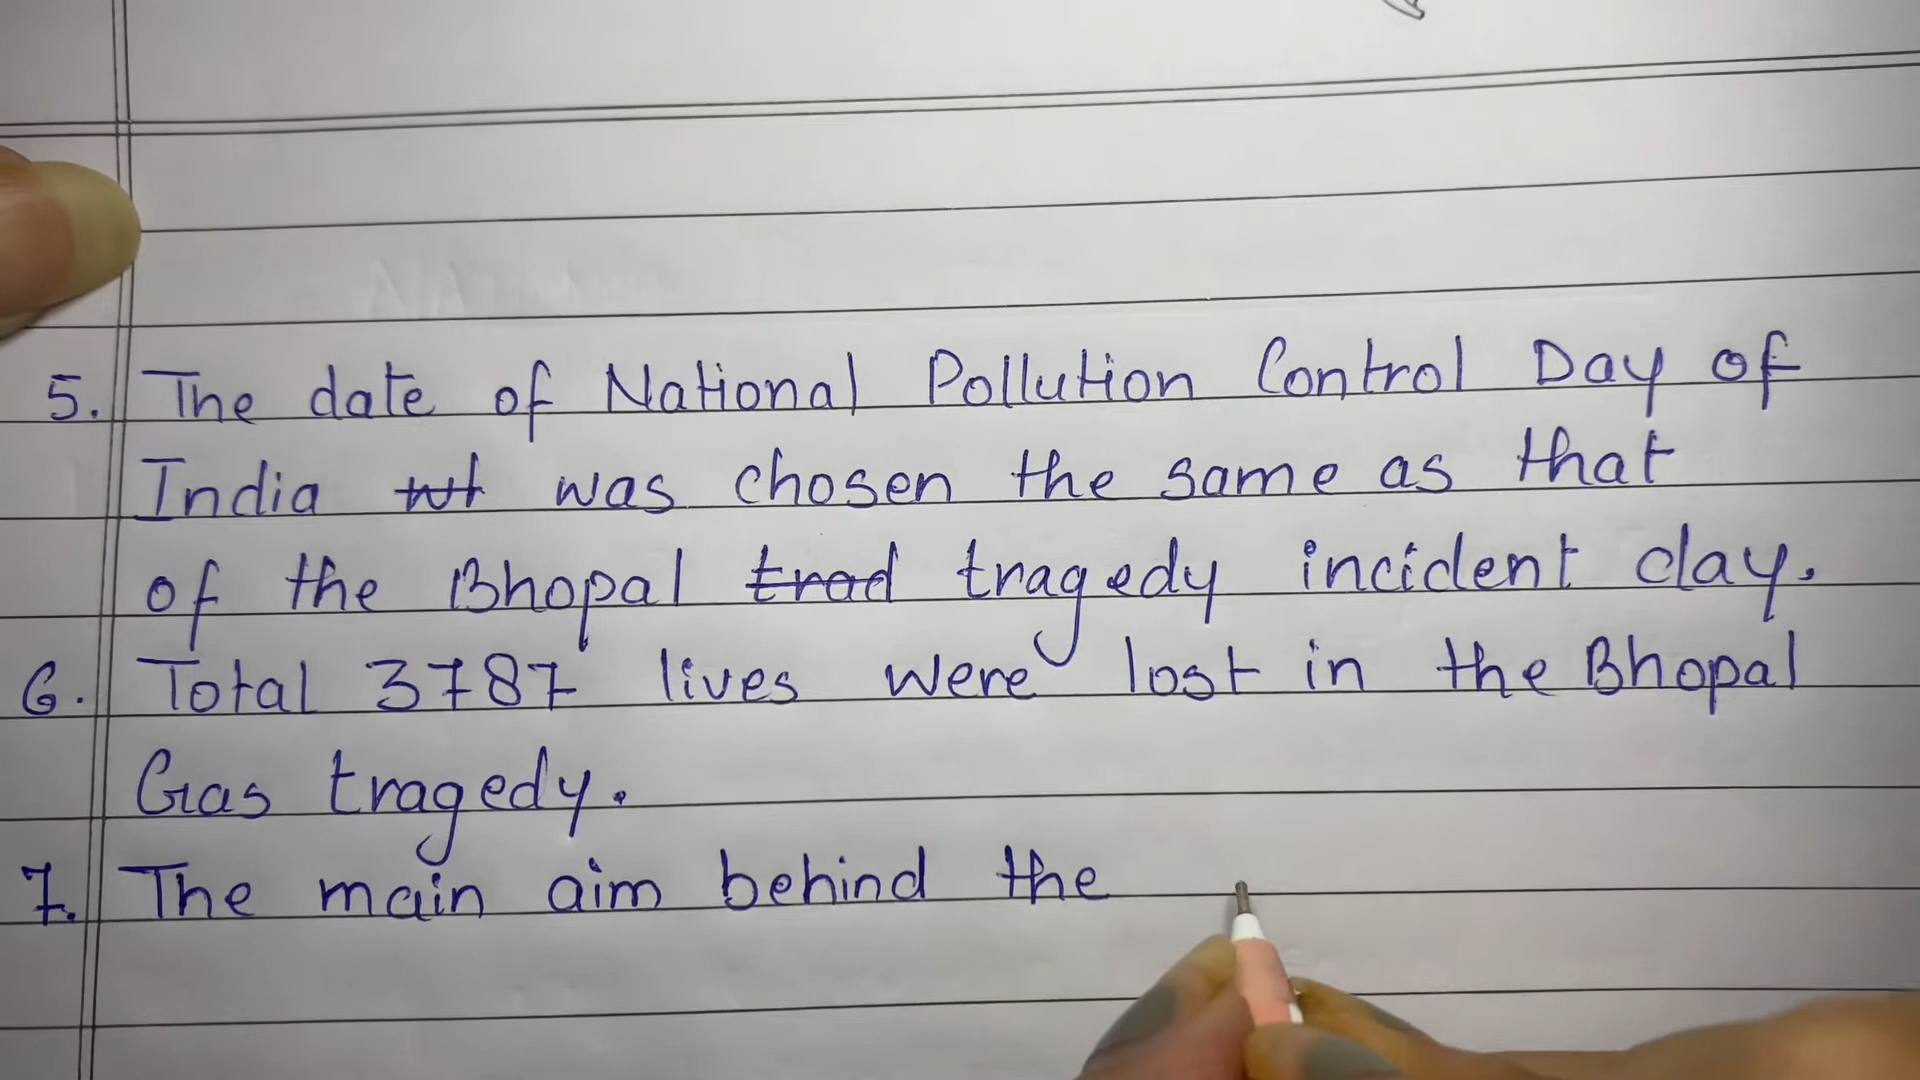 5. The date of National Pollution Control Day of
India was chosen the same as that
of the Bhopal tragedy incident day.
6. Total 3787 lives were lost in the Bhopal
Gas tragedy.
7. The main aim behind the